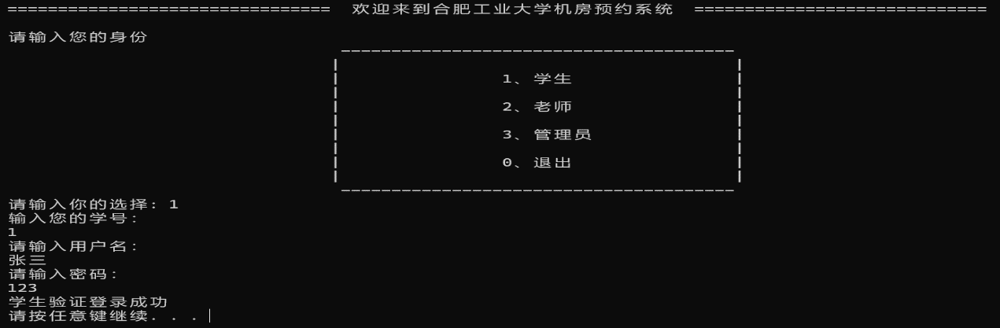 ================================ 欢迎来到合肥工业大学机房预约系统 =============================
请输入您的身份
---------------------------------------
|                                       |
|                1、学生                |
|                                       |
|                2、老师                |
|                                       |
|                3、管理员              |
|                                       |
|                0、退出                |
|                                       |
---------------------------------------
请输入你的选择: 1
输入您的学号:
1
请输入用户名:
张三
请输入密码:
123
学生验证登录成功
请按任意键继续. . .